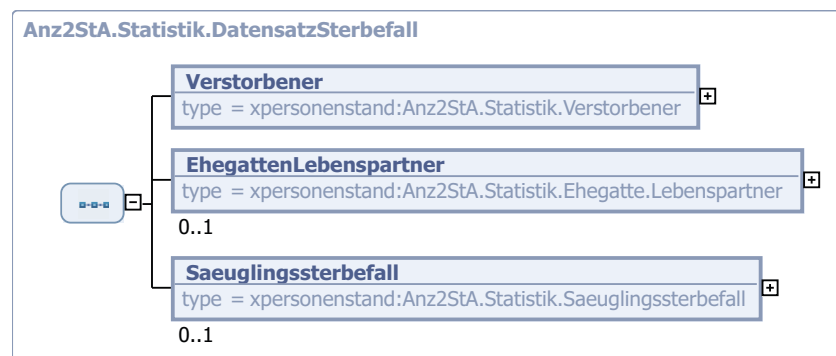 Anz2StA.Statistik.DatensatzSterbefall
Verstorbener
type = xpersonenstand:Anz2StA.Statistik.Verstorbener
EhegattenLebenspartner
type = xpersonenstand:Anz2StA.Statistik.Ehegatte.Lebenspartner
0..1
Saeuglingssterbefall
type = xpersonenstand:Anz2StA.Statistik.Saeuglingssterbefall
0..1